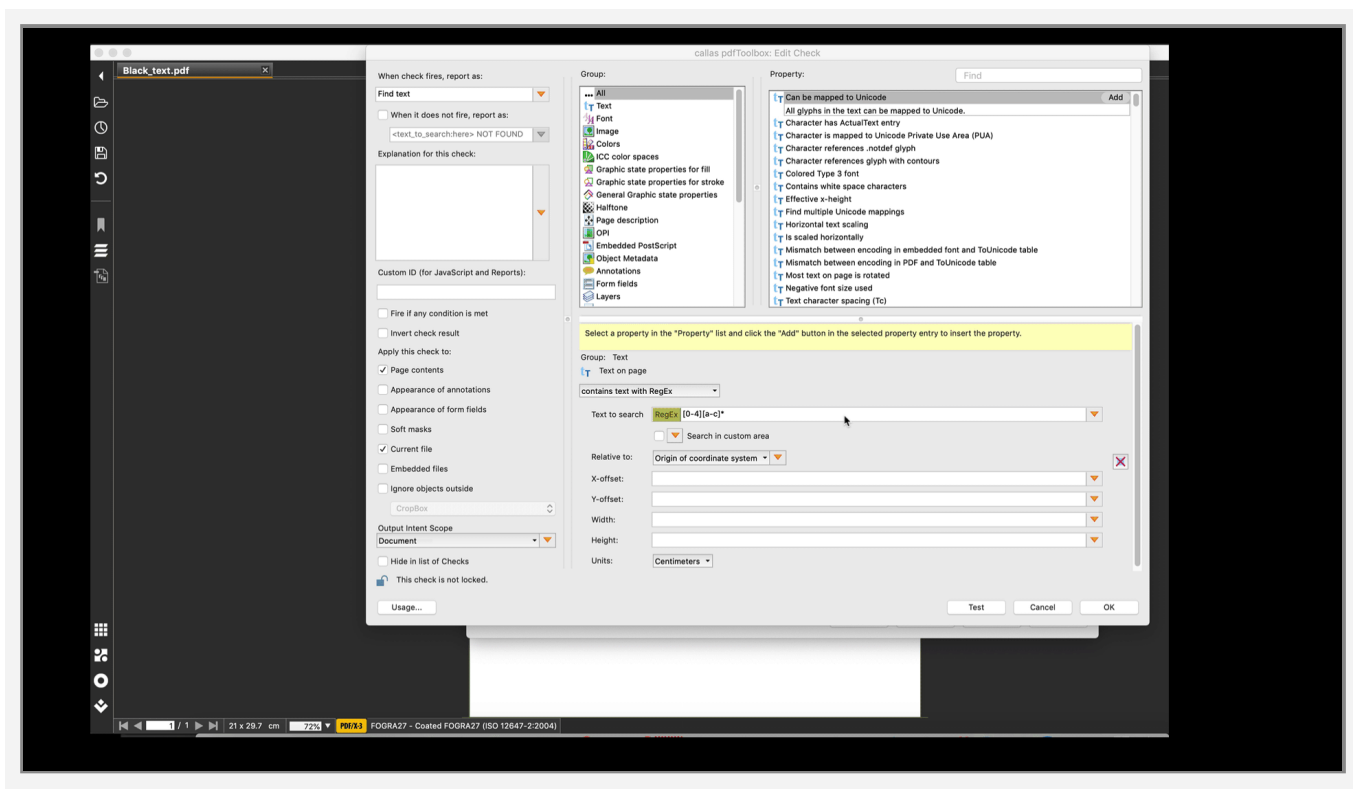 callas pdfToolbox: Edit Check
Black_text.pdf
When check fires, report as:
Find text
When it does not fire, report as:
<text_to_search:here> NOT FOUND
Explanation for this check:
Custom ID (for JavaScript and Reports):
Fire if any condition is met
Invert check result
Apply this check to:
Page contents
Appearance of annotations
Appearance of form fields
Soft masks
Current file
Embedded files
Ignore objects outside
CropBox
Output Intent Scope
Document
Hide in list of Checks
This check is not locked.
Usage...
Group:
All
Text
Font
Image
Colors
ICC color spaces
Graphic state properties for fill
Graphic state properties for stroke
General Graphic state properties
Halftone
Page description
OPI
Embedded PostScript
Object Metadata
Annotations
Form fields
Layers
Property:
Find
Can be mapped to Unicode Add
All glyphs in the text can be mapped to Unicode.
Character has ActualText entry
Character is mapped to Unicode Private Use Area (PUA)
Character references .notdef glyph
Character references glyph with contours
Colored Type 3 font
Contains white space characters
Effective x-height
Find multiple Unicode mappings
Horizontal text scaling
Is scaled horizontally
Mismatch between encoding in embedded font and ToUnicode table
Mismatch between encoding in PDF and ToUnicode table
Most text on page is rotated
Negative font size used
Text character spacing (Tc)
Select a property in the "Property" list and click the "Add" button in the selected property entry to insert the property.
Group: Text
Text on page
contains text with RegEx
Text to search RegEx [0-4][a-c]*
Search in custom area
Relative to: Origin of coordinate system
X-offset:
Y-offset:
Width:
Height:
Units: Centimeters
Test Cancel OK
1 / 1 21 x 29.7 cm 72% PDF/X-3 FOGRA27 - Coated FOGRA27 (ISO 12647-2:2004)